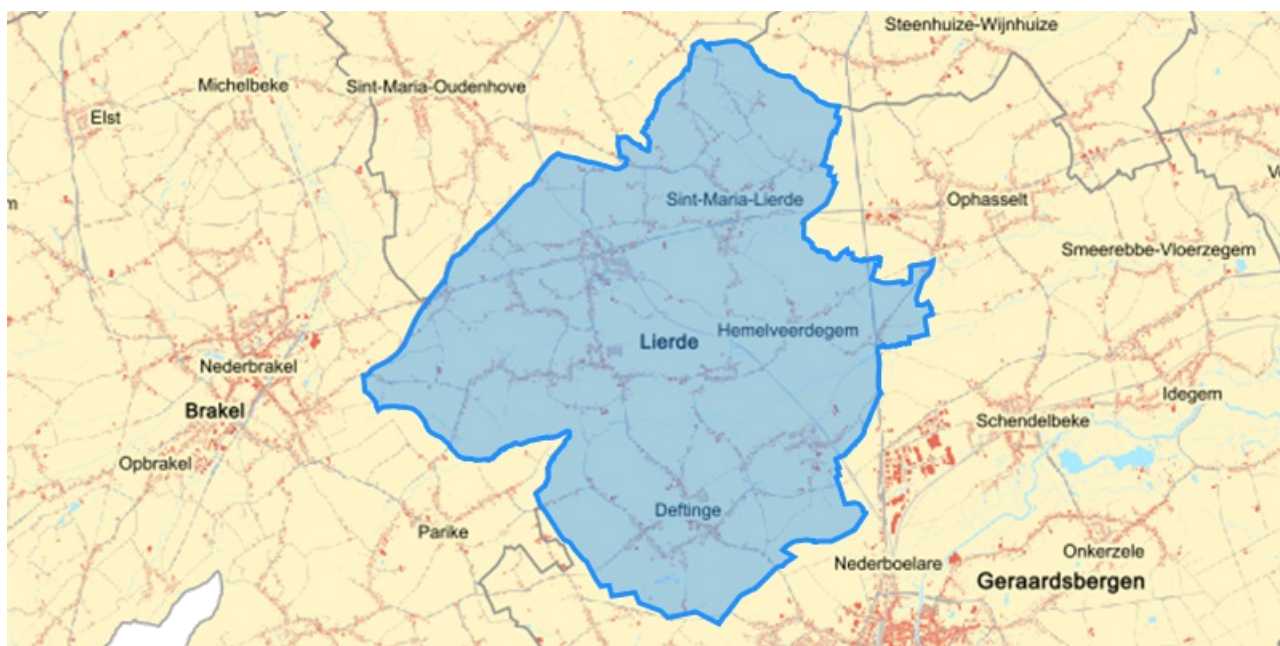 Steenhuize-Wijnhuize
Michelbeke
Sint-Maria-Oudenhove
Elst
Sint-Maria-Lierde
Ophasselt
Smeerebbe-Vloerzegem
Hemelveerdegem
Lierde
Nederbrakel
Idegem
Brakel
Schendelbeke
Opbrakel
Deftinge
Parike
Onkerzele
Nederboelare
Geraardsbergen